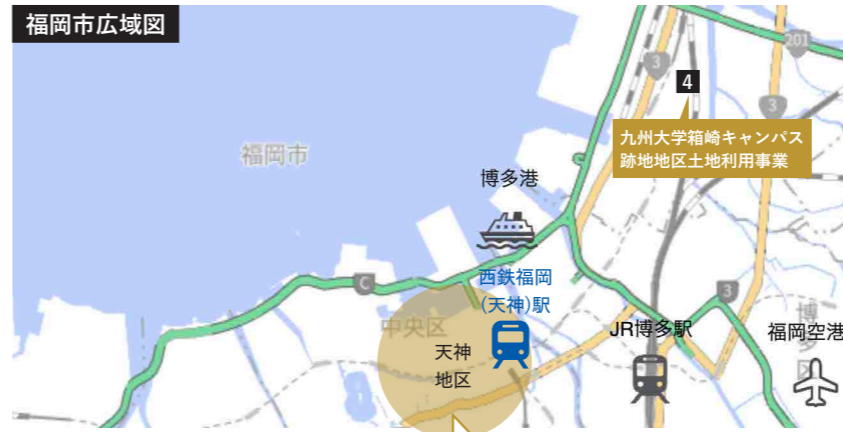 福岡市広域図
201
3
4
3
九州大学箱崎キャンパス
跡地地区土地利用事業
福岡市
博多港
西鉄福岡
(天神)駅
C
3
中央区
JR博多駅
福岡空港
博多区
天神
地区